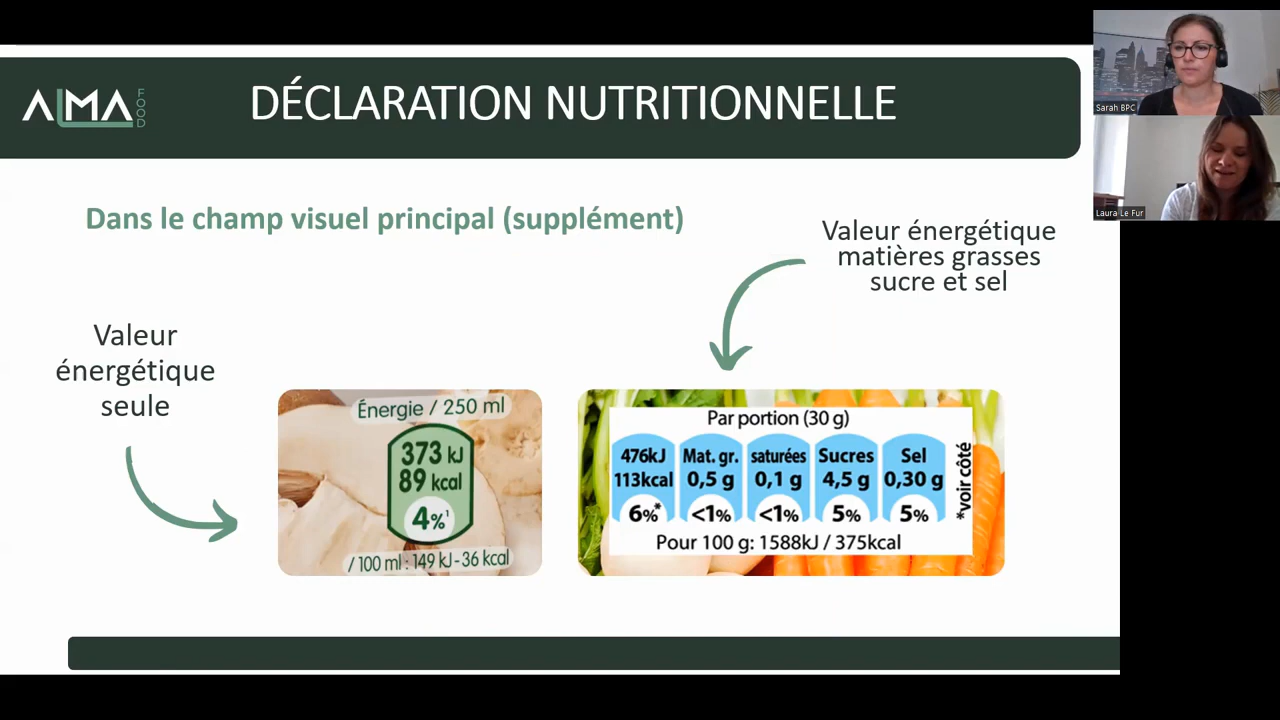 ALMA
FOOD
DÉCLARATION NUTRITIONNELLE
Sarah BPC
Laura Le Fur
Dans le champ visuel principal (supplément)
Valeur énergétique
matières grasses
sucre et sel
Valeur
énergétique
seule
Énergie / 250 ml
373 kJ
89 kcal
4%¹
/ 100 ml : 149 kJ - 36 kcal
Par portion (30 g)
476kJ Mat. gr. saturées Sucres Sel
113kcal 0,5 g 0,1 g 4,5 g 0,30 g
6%* <1% <1% 5% 5%
*voir côté
Pour 100 g: 1588kJ / 375kcal